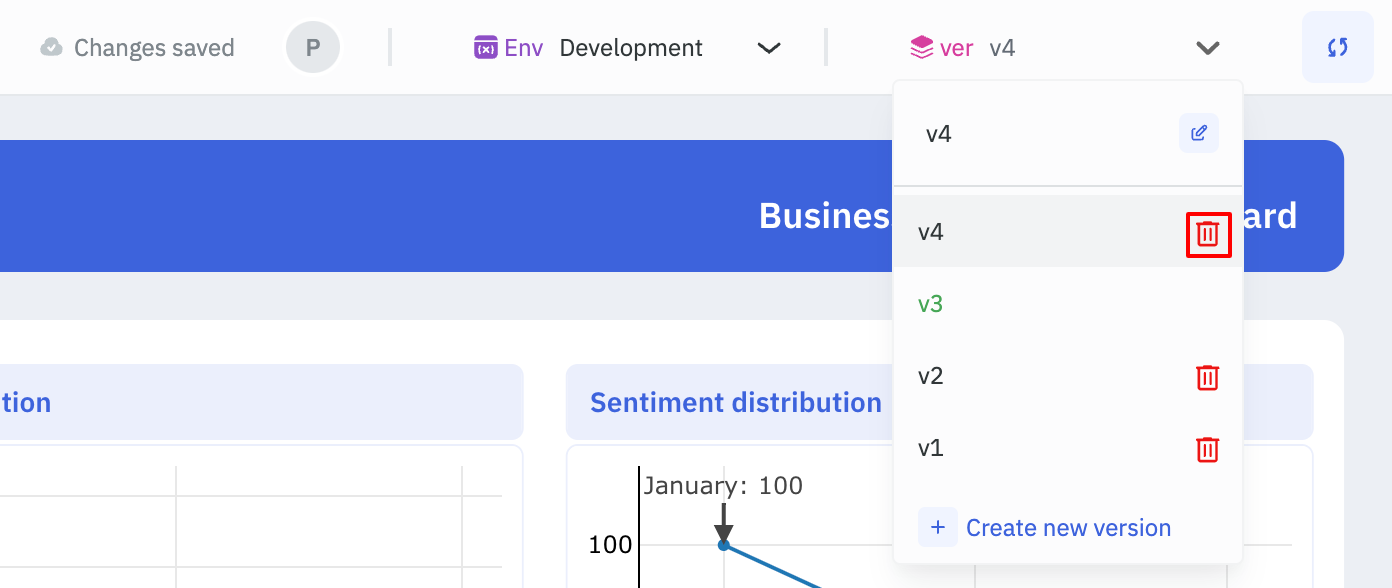 Changes saved P Env Development ver v4
v4
Busines ard
v4
v3
v2
tion Sentiment distribution
v1
January: 100
Create new version
100